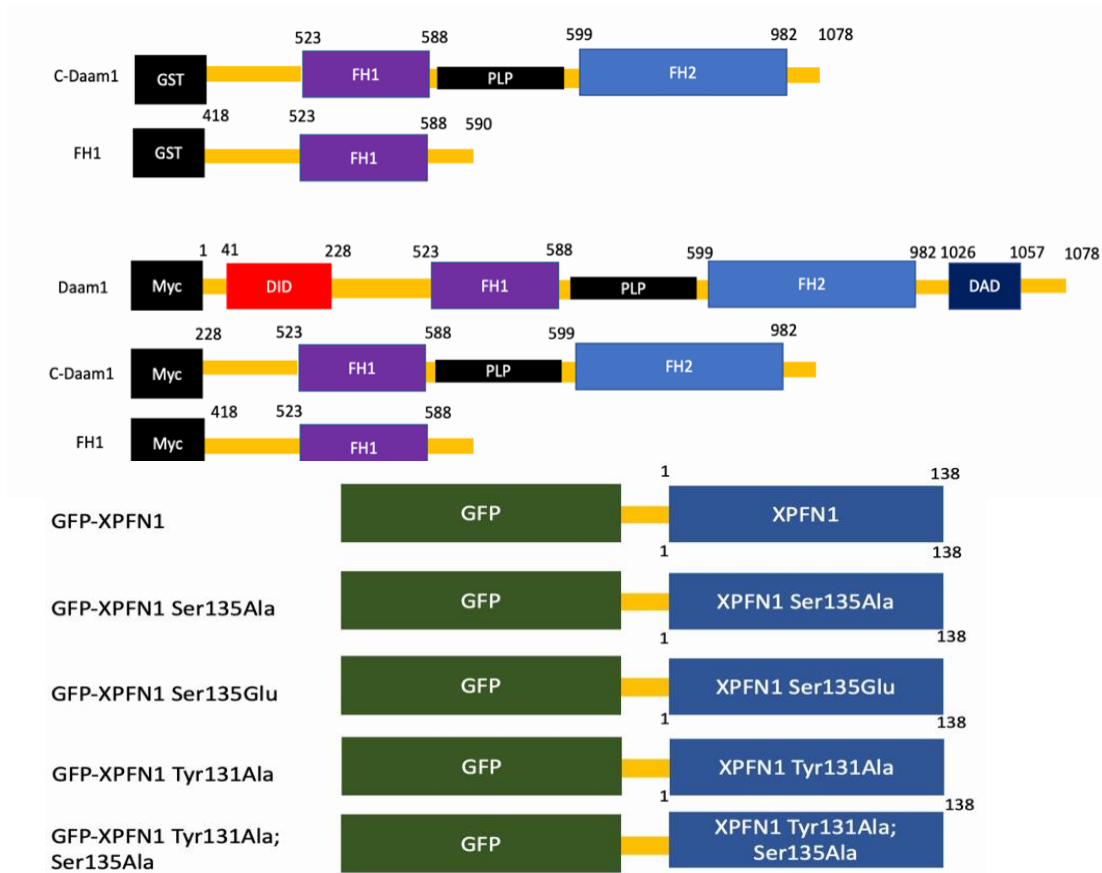 523 588 599 982 1078
C-Daam1 GST FH1 PLP FH2
418 523 588 590
FH1 GST FH1
1 41 228 523 588 599 982 1026 1057 1078
Daam1 Myc DID FH1 PLP FH2 DAD
228 523 588 599 982
C-Daam1 Myc FH1 PLP FH2
418 523 588
FH1 Myc FH1
1 138
GFP-XPFN1 GFP XPFN1
1 138
GFP-XPFN1 Ser135Ala GFP XPFN1 Ser135Ala
1 138
GFP-XPFN1 Ser135Glu GFP XPFN1 Ser135Glu
1 138
GFP-XPFN1 Tyr131Ala GFP XPFN1 Tyr131Ala
1 138
GFP-XPFN1 Tyr131Ala; GFP XPFN1 Tyr131Ala;
Ser135Ala Ser135Ala